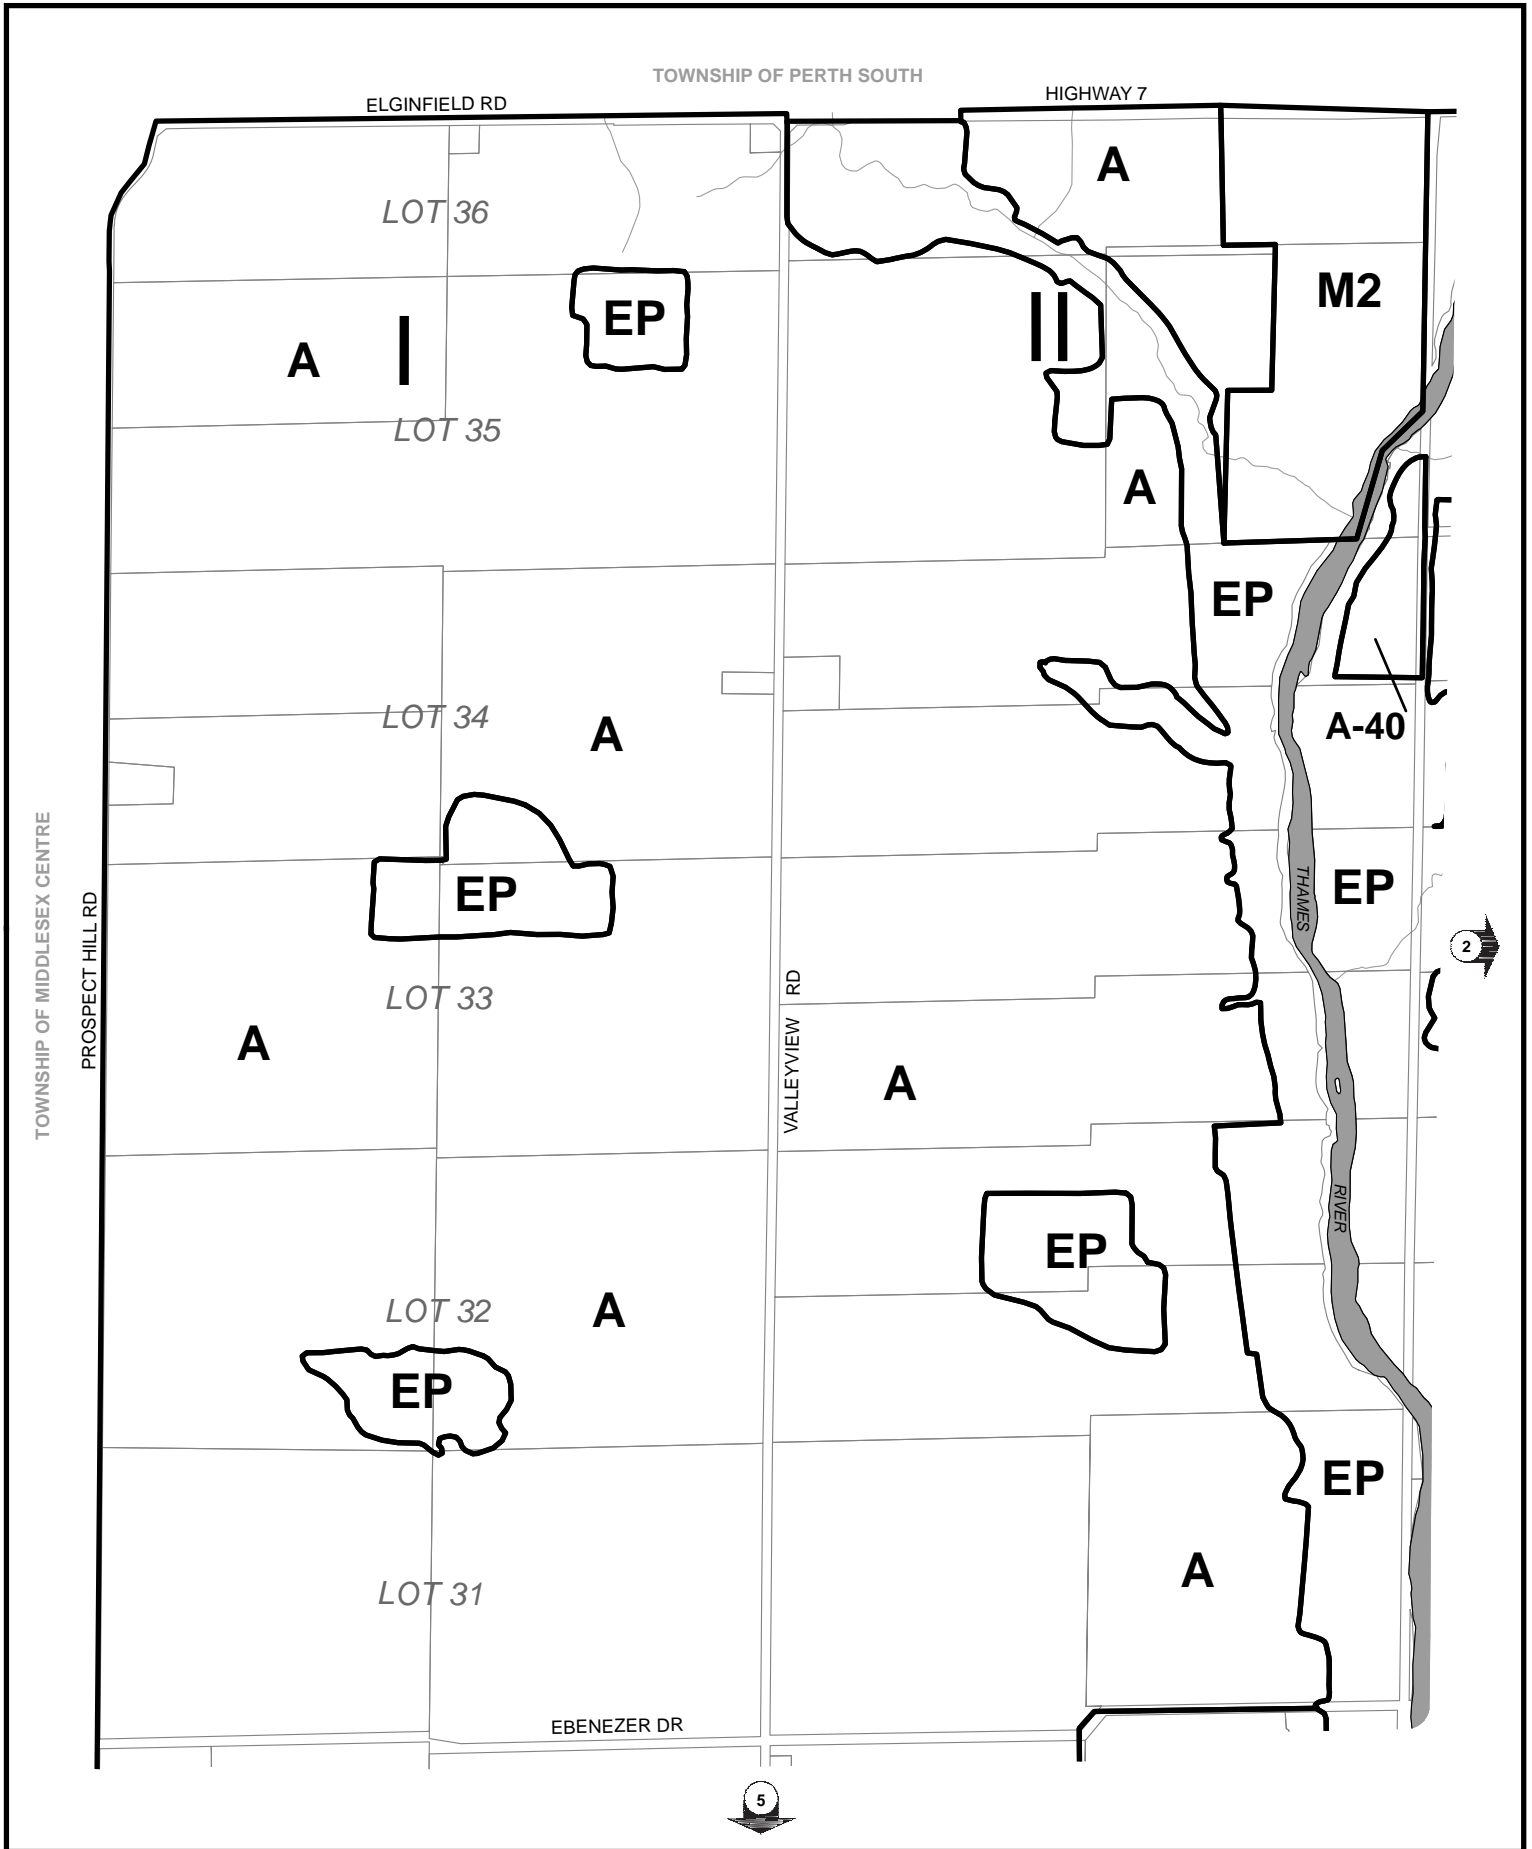 TOWNSHIP OF PERTH SOUTH
ELGINFIELD RD
HIGHWAY 7
A
LOT 36
M2
EP
I
II
A
LOT 35
A
EP
LOT 34
A
A-40
EP
EP
THAMES
TOWNSHIP OF MIDDLESEX CENTRE
PROSPECT HILL RD
2
LOT 33
VALLEYVIEW RD
A
A
RIVER
EP
LOT 32
A
EP
EP
A
LOT 31
EBENEZER DR
5